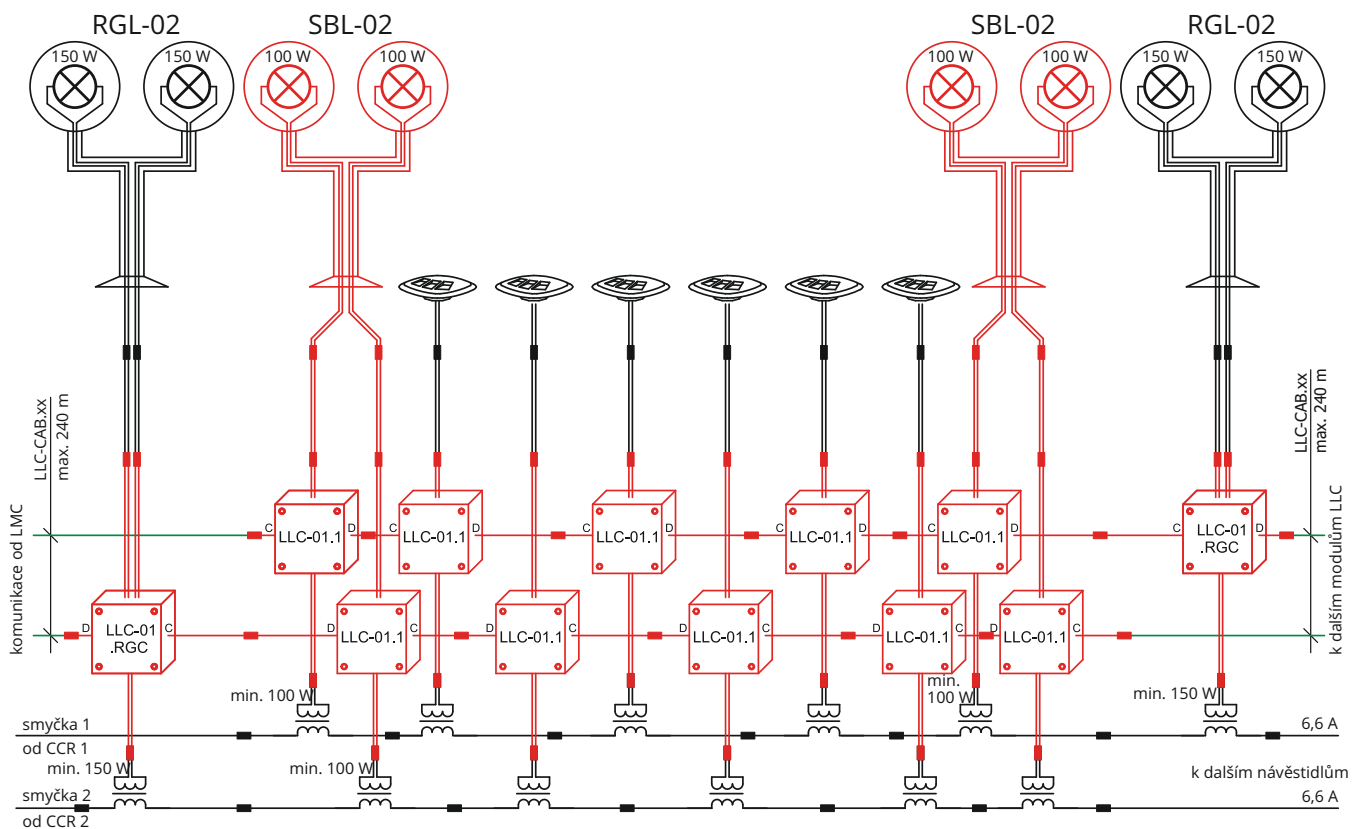 RGL-02
SBL-02
SBL-02
RGL-02
150 W
150 W
100 W
100 W
100 W
100 W
150 W
150 W
LLC-CAB.xx
max. 240 m
LLC-CAB.xx
max. 240 m
komunikace od LMC
k dalším modulům LLC
C
LLC-01.1
D
C
LLC-01.1
D
C
LLC-01.1
D
C
LLC-01.1
D
C
LLC-01.1
D
C
LLC-01
.RGC
D
D
LLC-01
.RGC
C
D
LLC-01.1
C
D
LLC-01.1
C
D
LLC-01.1
C
D
LLC-01.1
C
D
LLC-01.1
C
min. 100 W
min.
100 W
min. 150 W
smyčka 1
6,6 A
od CCR 1
min. 150 W
min. 100 W
k dalším návěstidlům
smyčka 2
6,6 A
od CCR 2